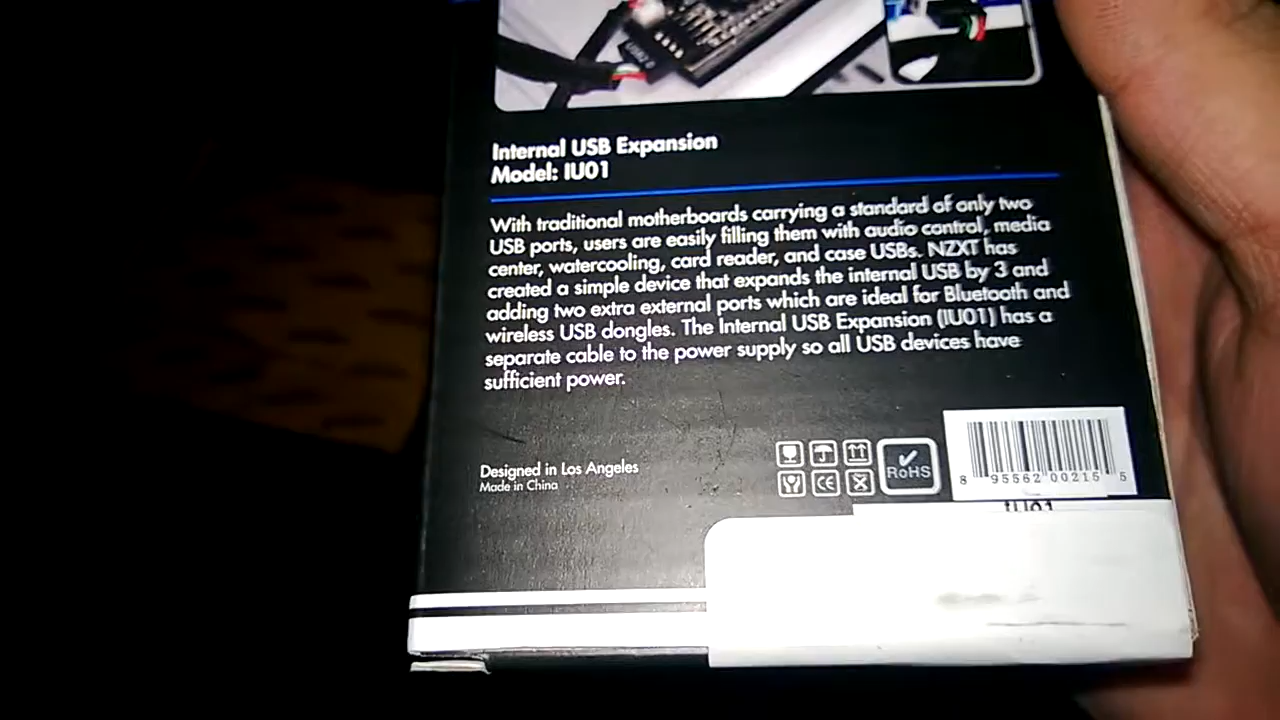 USB2.0
Internal USB Expansion
Model: IU01
With traditional motherboards carrying a standard of only two
USB ports, users are easily filling them with audio control, media
center, watercooling, card reader, and case USBs. NZXT has
created a simple device that expands the internal USB by 3 and
adding two extra external ports which are ideal for Bluetooth and
wireless USB dongles. The Internal USB Expansion (IU01) has a
separate cable to the power supply so all USB devices have
sufficient power.
Designed in Los Angeles
Made in China
CE
RoHS
8 95562 00215 5
IU01